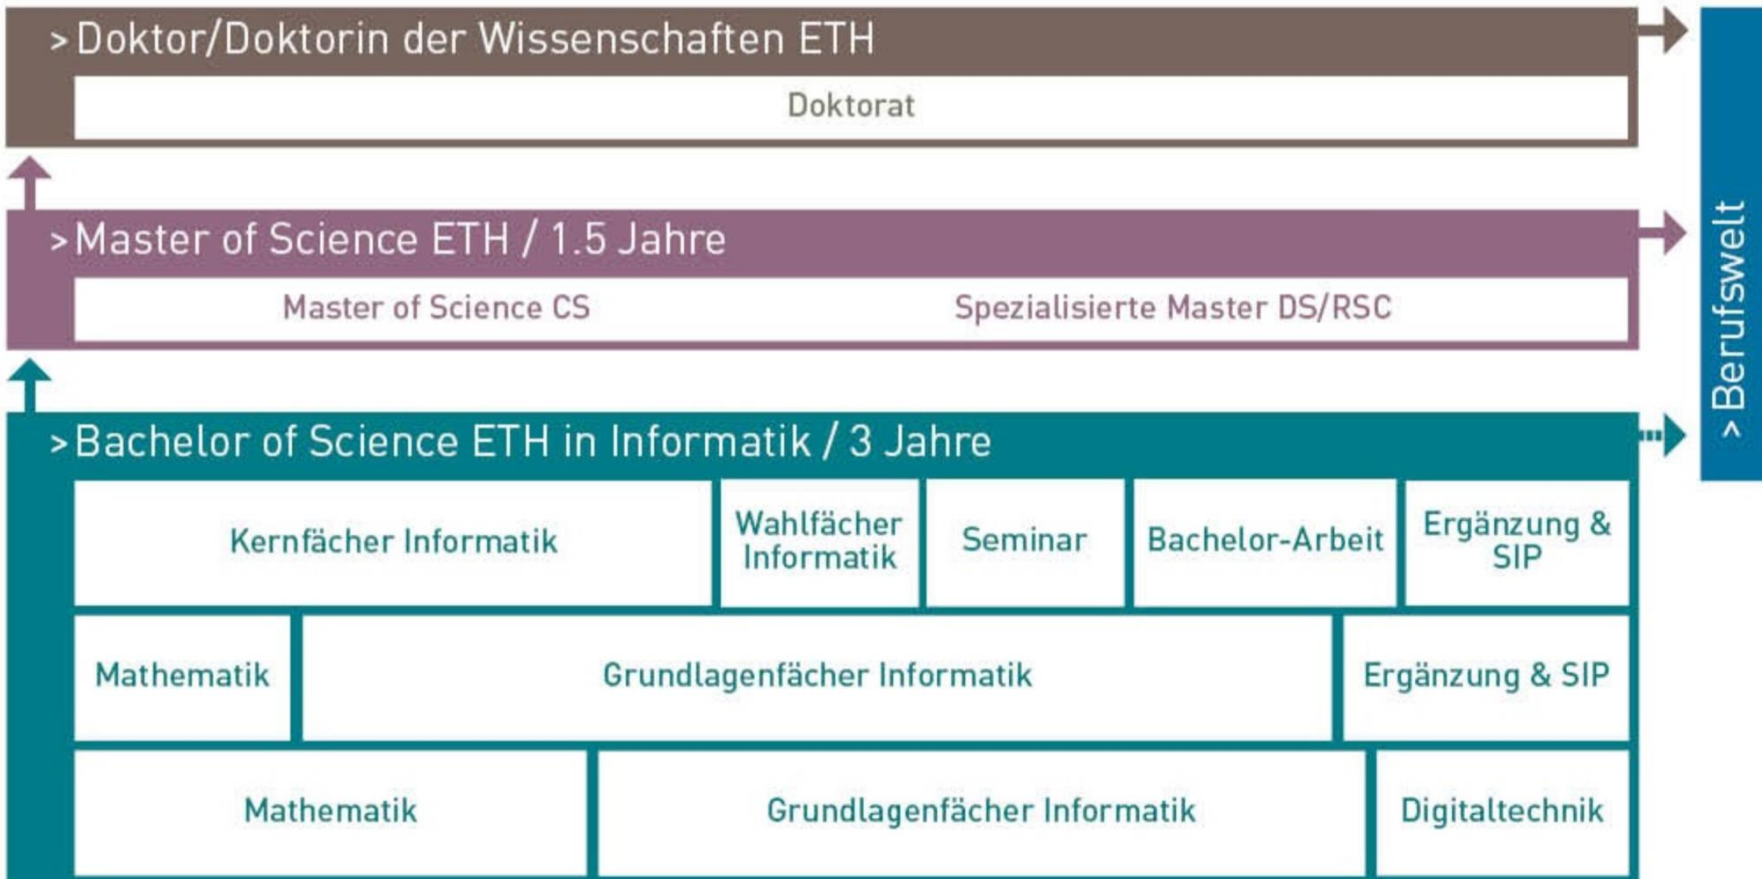 > Doktor/Doktorin der Wissenschaften ETH
Doktorat
> Master of Science ETH / 1.5 Jahre
Master of Science CS
Spezialisierte Master DS/RSC
> Berufswelt
> Bachelor of Science ETH in Informatik / 3 Jahre
Kernfächer Informatik
Wahlfächer
Informatik
Seminar
Bachelor-Arbeit
Ergänzung &
SIP
Mathematik
Grundlagenfächer Informatik
Ergänzung & SIP
Mathematik
Grundlagenfächer Informatik
Digitaltechnik